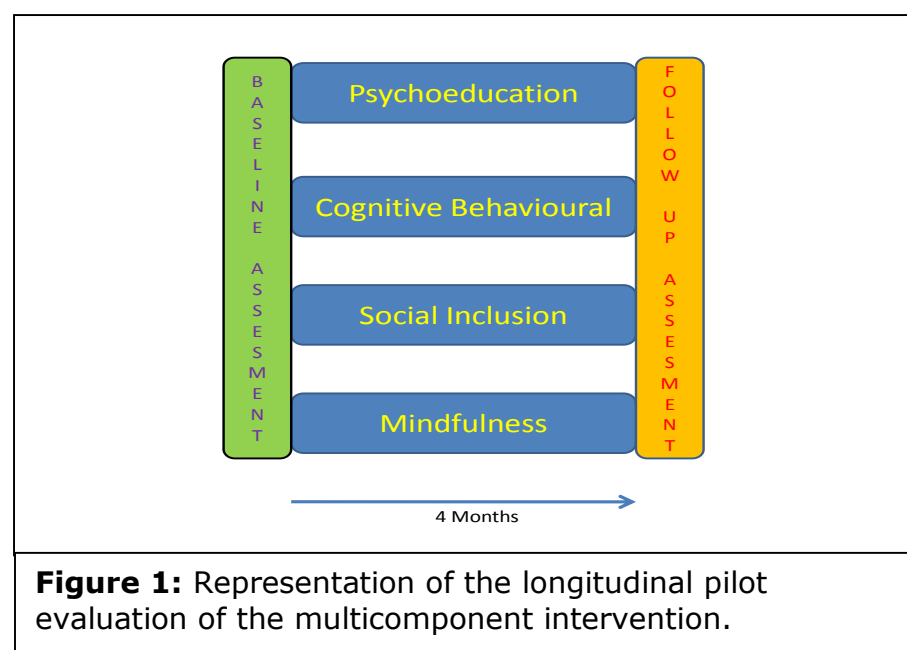 BASELINE ASSESMENT
Psychoeducation
Cognitive Behavioural
Social Inclusion
Mindfulness
FOLLOW UP ASSESMENT
4 Months
Figure 1: Representation of the longitudinal pilot
evaluation of the multicomponent intervention.